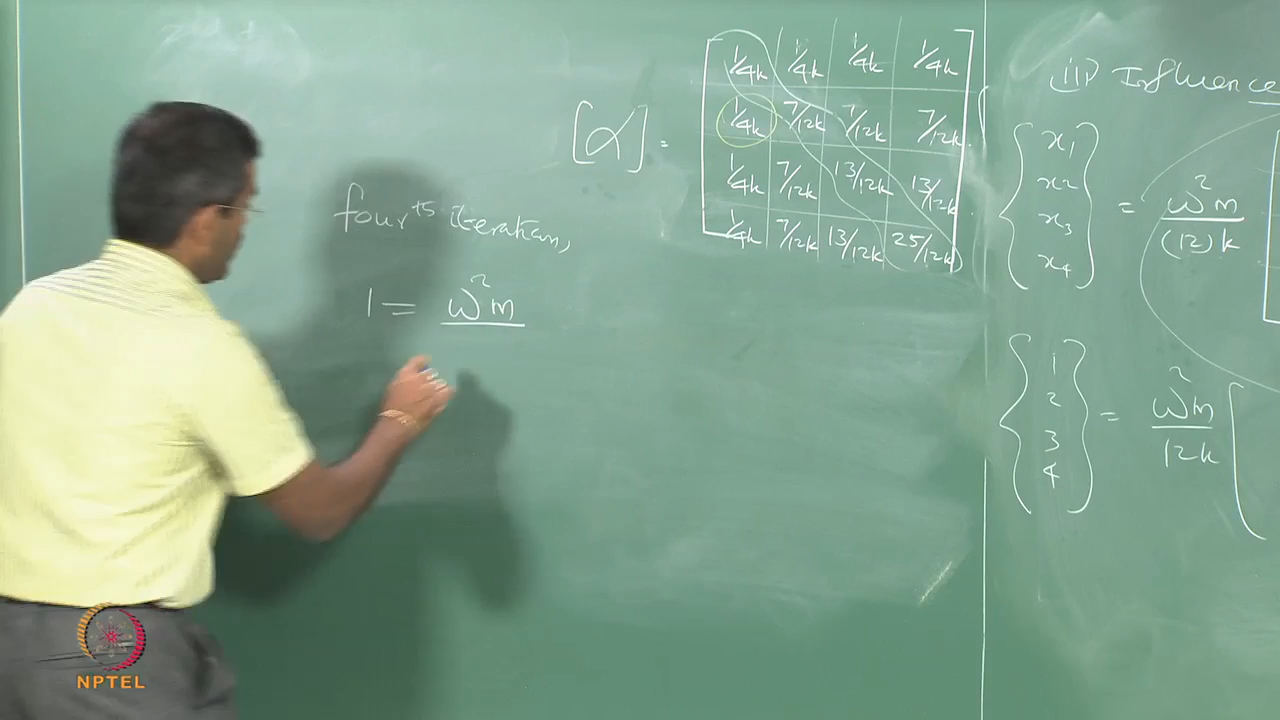 [α] =
1/4k 1/4k 1/4k 1/4k
1/4k 7/12k 7/12k 7/12k
1/4k 7/12k 13/12k 13/12k
1/4k 7/12k 13/12k 25/12k
fourth iteration,
1 = ω²m
(iii) Influence
{x1 x2 x3 x4} = ω²m/(12)k
{1 2 3 4} = ω²m/12k
NPTEL